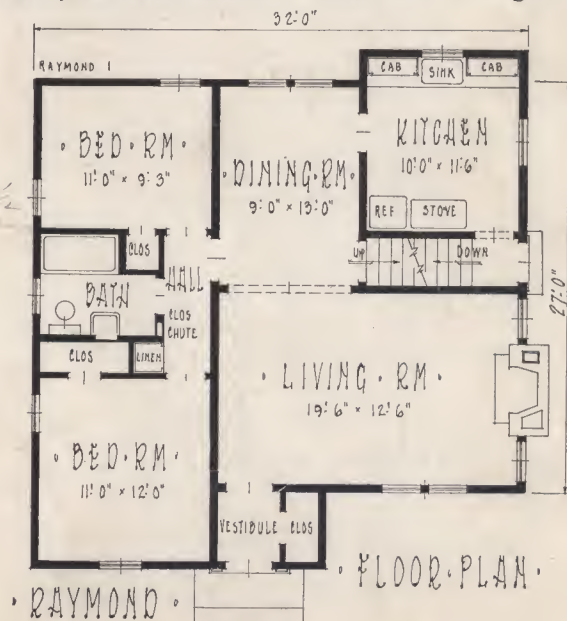 32'-0"
RAYMOND 1
CAB
SINK
CAB
BED·RM
11'-0" × 9'-3"
DINING·RM
9'-0" × 13'-0"
KITCHEN
10'-0" × 11'-6"
REF
STOVE
CLOS
HALL
UP
DOWN
27'-0"
BATH
CLOS
CHUTE
CLOS
LINEN
LIVING·RM
19'-6" × 12'-6"
BED·RM
11'-0" × 12'-0"
VESTIBULE
CLOS
·FLOOR·PLAN·
·RAYMOND·